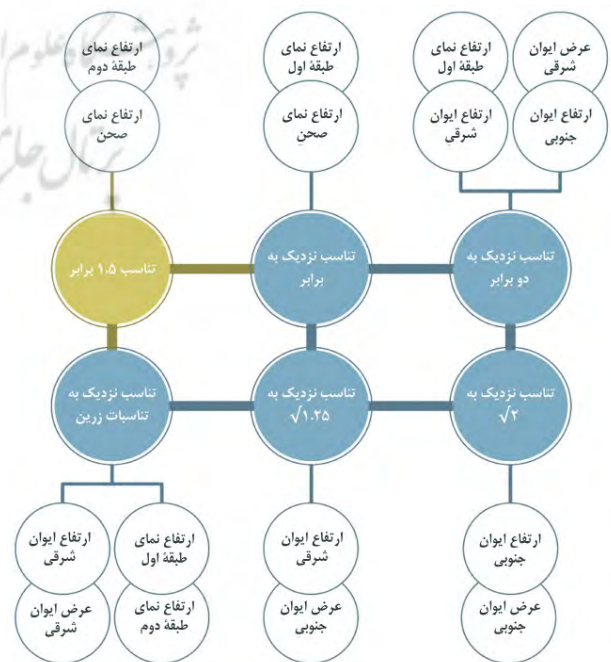 عرض ایوان
شرقی
ارتفاع نمای
طبقهٔ اول
ارتفاع نمای
طبقهٔ اول
ارتفاع نمای
طبقهٔ دوم
ارتفاع ایوان
جنوبی
ارتفاع ایوان
شرقی
ارتفاع نمای
صحن
ارتفاع نمای
صحن
تناسب نزدیک به
دو برابر
تناسب نزدیک به
برابر
تناسب ۱.۵ برابر
تناسب نزدیک به
√۲
تناسب نزدیک به
√۱.۲۵
تناسب نزدیک به
تناسبات زرین
ارتفاع ایوان
جنوبی
ارتفاع ایوان
شرقی
ارتفاع نمای
طبقهٔ اول
ارتفاع ایوان
شرقی
عرض ایوان
جنوبی
عرض ایوان
جنوبی
ارتفاع نمای
طبقهٔ دوم
عرض ایوان
شرقی